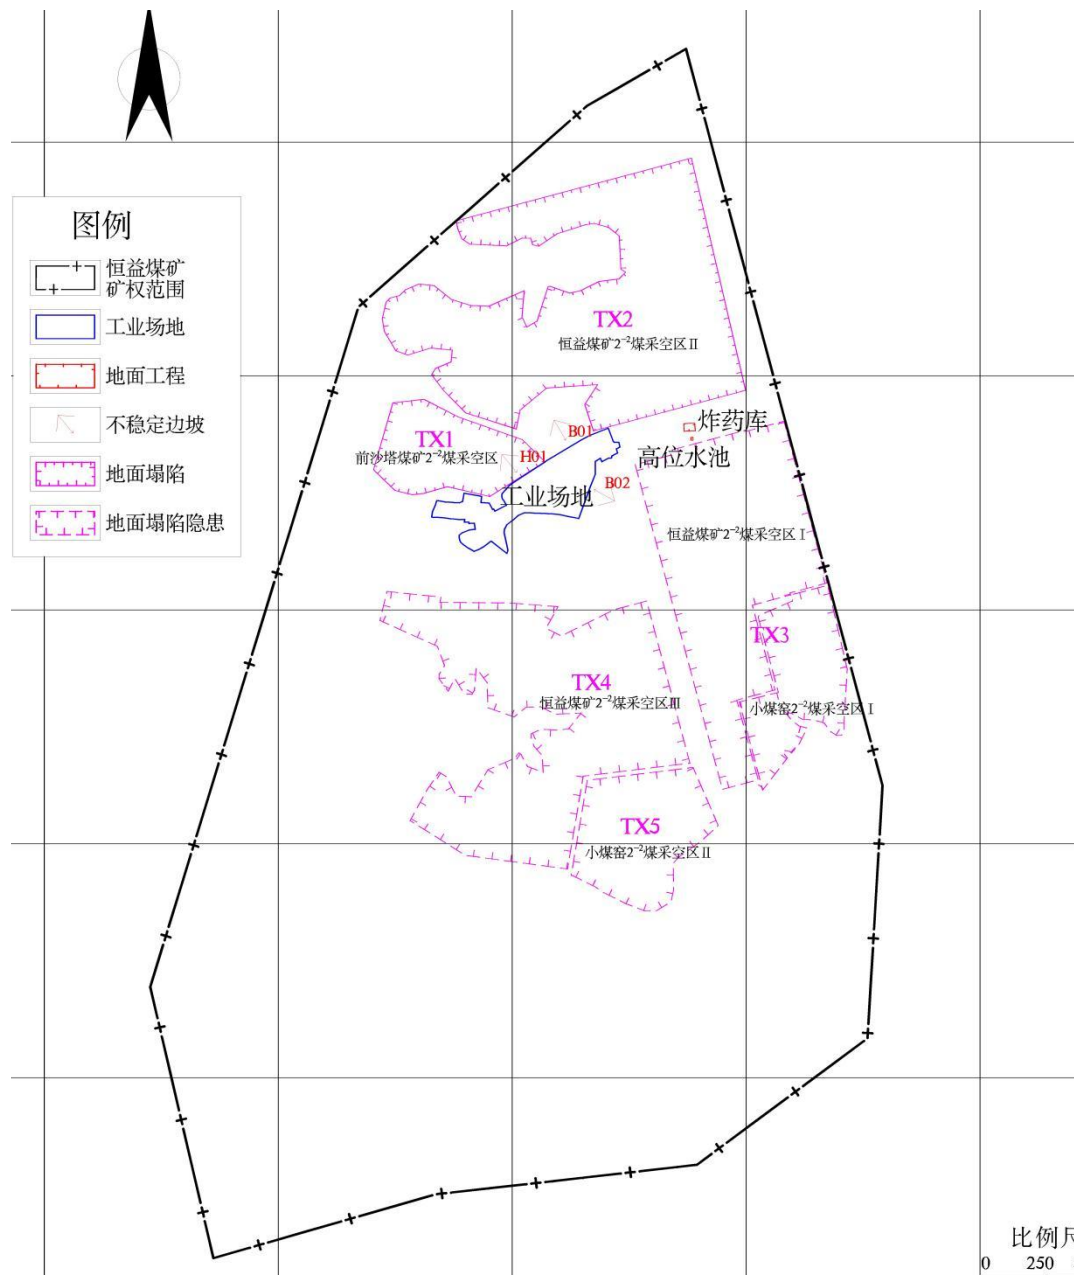 图例
恒益煤矿
矿权范围
工业场地
地面工程
不稳定边坡
地面塌陷
地面塌陷隐患
TX2
恒益煤矿2⁻²煤采空区Ⅱ
炸药库
B01
TX1
高位水池
前沙塔煤矿2⁻²煤采空区
H01
B02
工业场地
恒益煤矿2⁻²煤采空区Ⅰ
TX3
TX4
恒益煤矿2⁻²煤采空区Ⅲ
小煤窑2⁻²煤采空区Ⅰ
TX5
小煤窑2⁻²煤采空区Ⅱ
比例尺
0 250